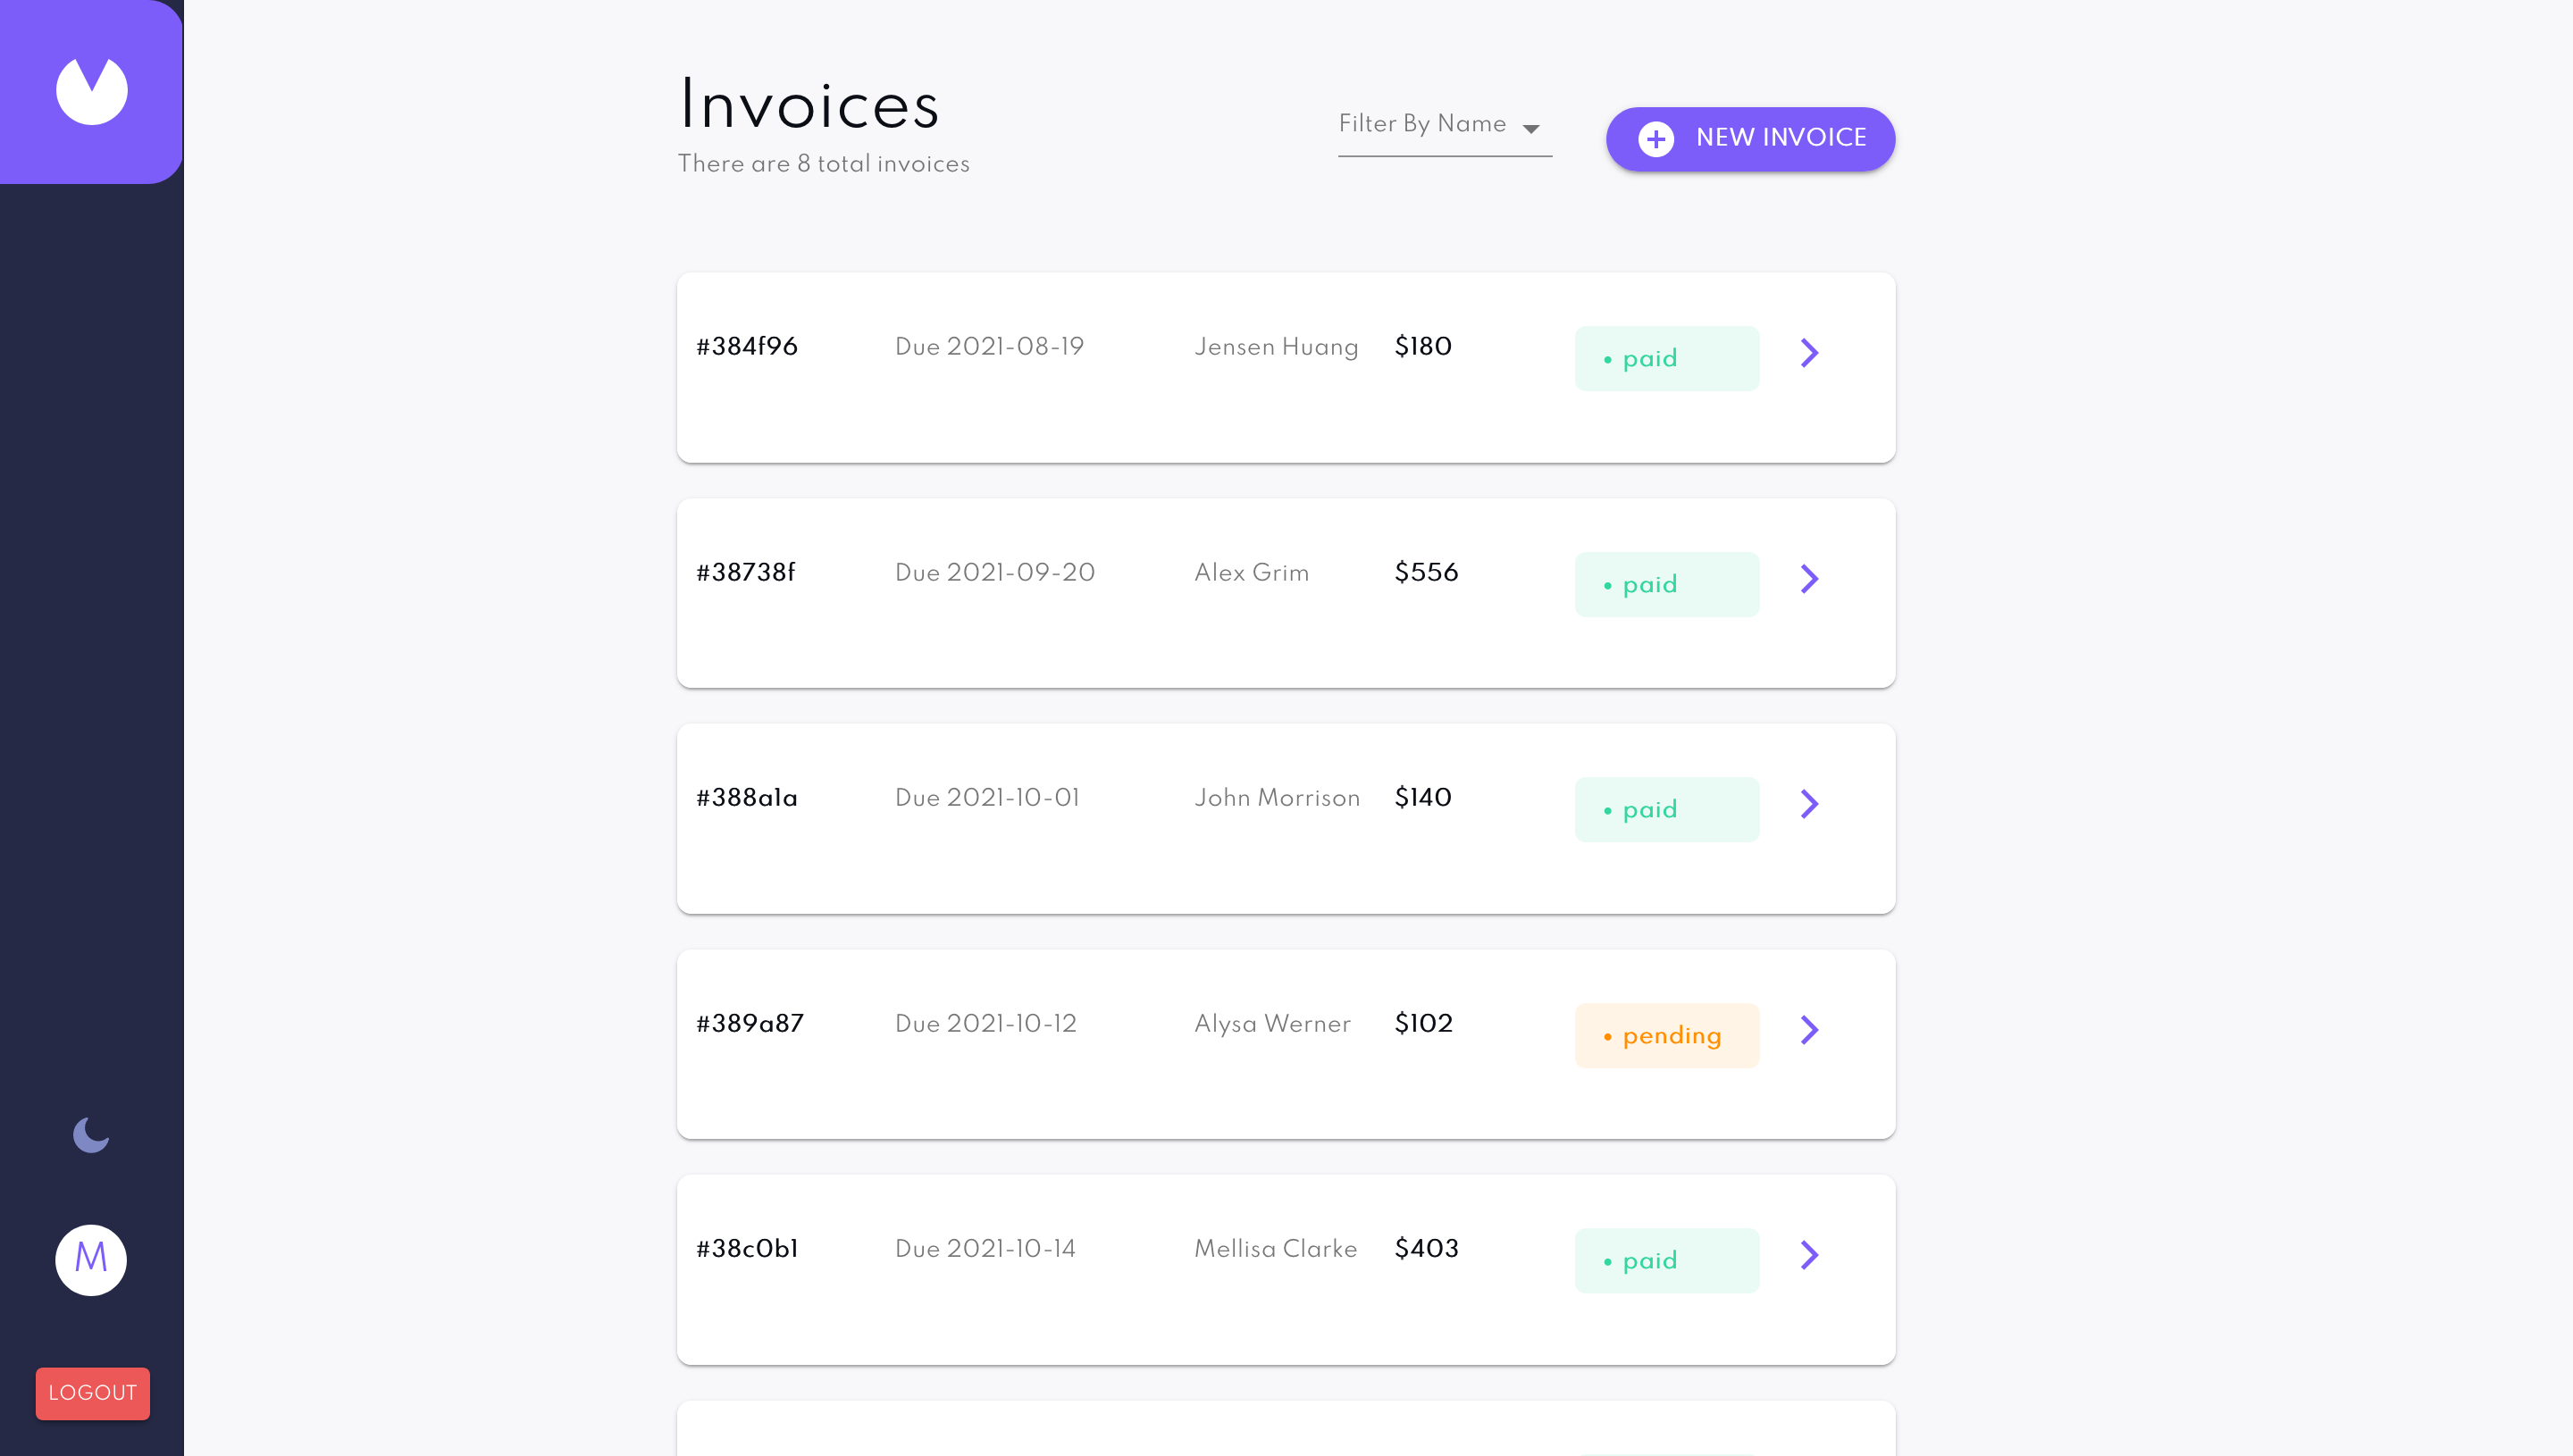 Invoices
There are 8 total invoices
Filter By Name
NEW INVOICE
#384f96 Due 2021-08-19 Jensen Huang $180 • paid
#38738f Due 2021-09-20 Alex Grim $556 • paid
#388a1a Due 2021-10-01 John Morrison $140 • paid
#389a87 Due 2021-10-12 Alysa Werner $102 • pending
#38c0b1 Due 2021-10-14 Mellisa Clarke $403 • paid
M
LOGOUT